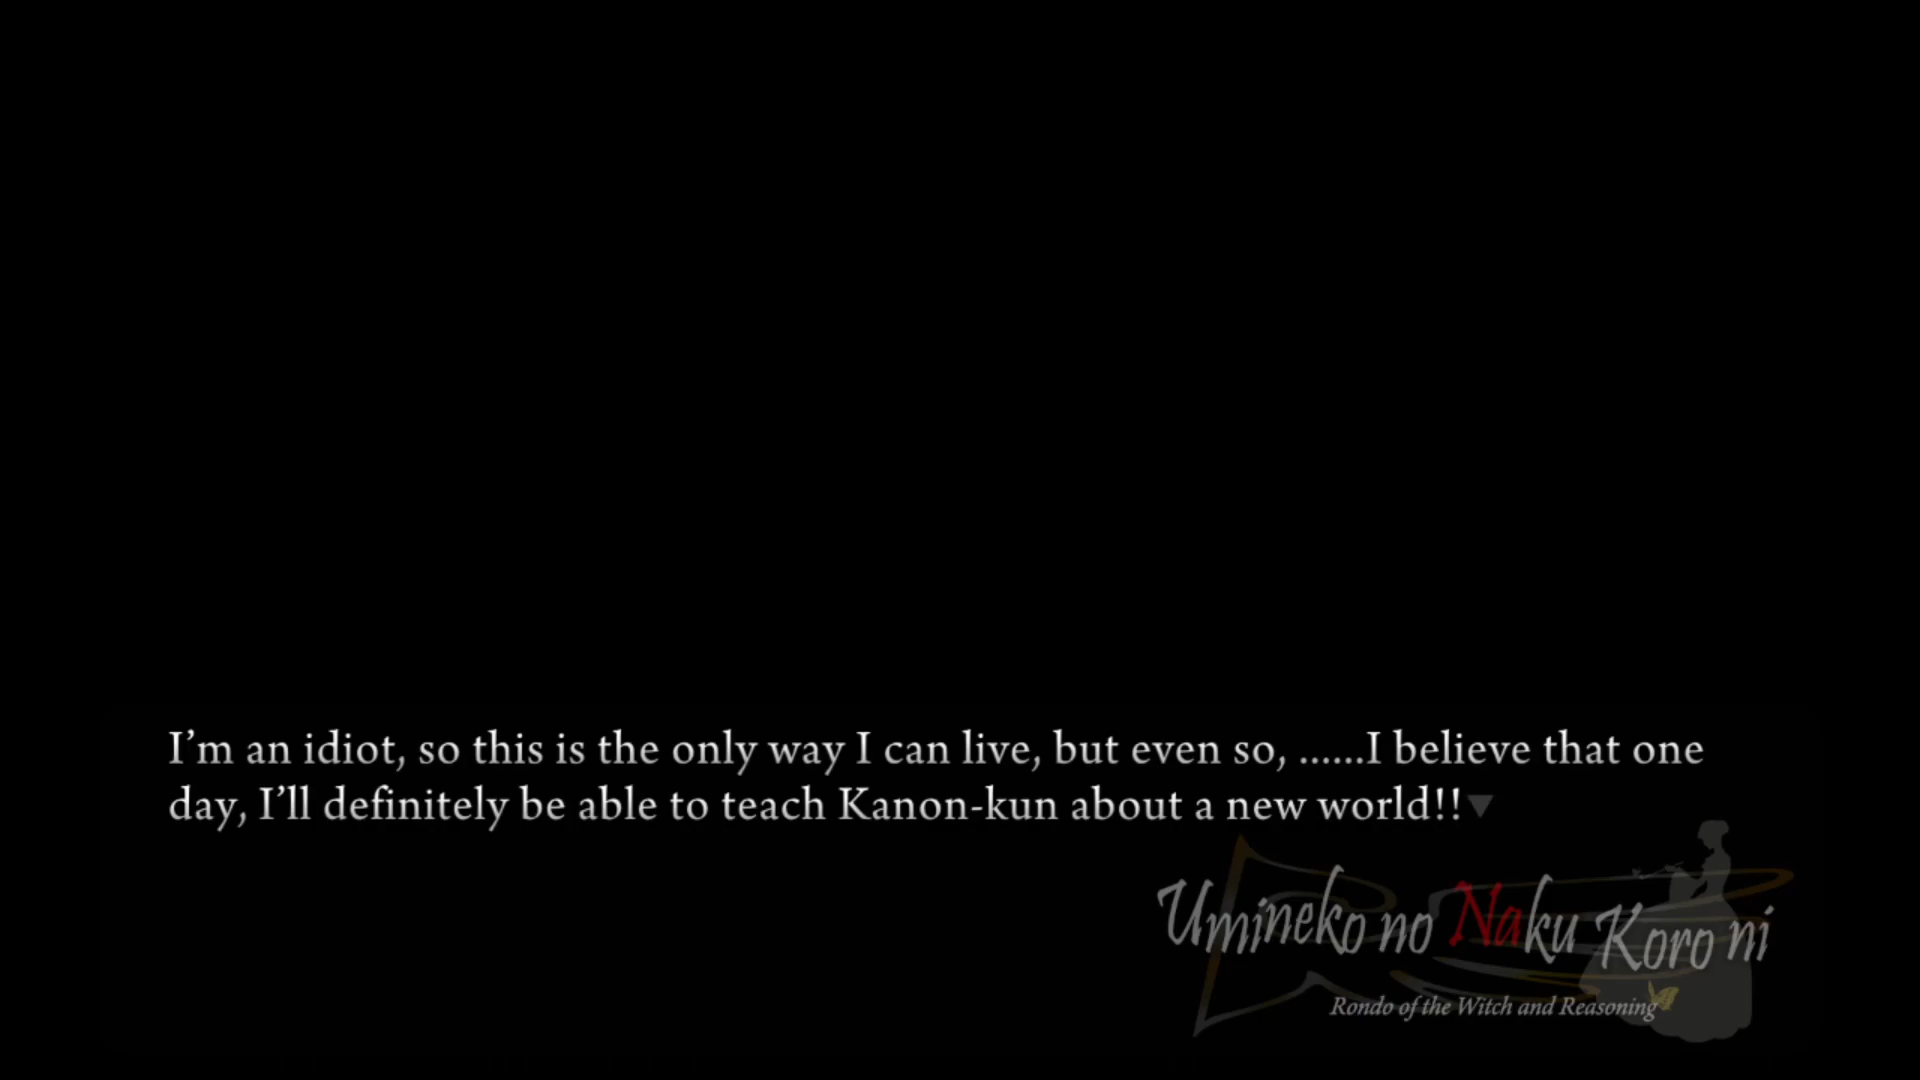 I’m an idiot, so this is the only way I can live, but even so, ......I believe that one
day, I’ll definitely be able to teach Kanon-kun about a new world!!
Umineko no Naku Koro ni
Rondo of the Witch and Reasoning